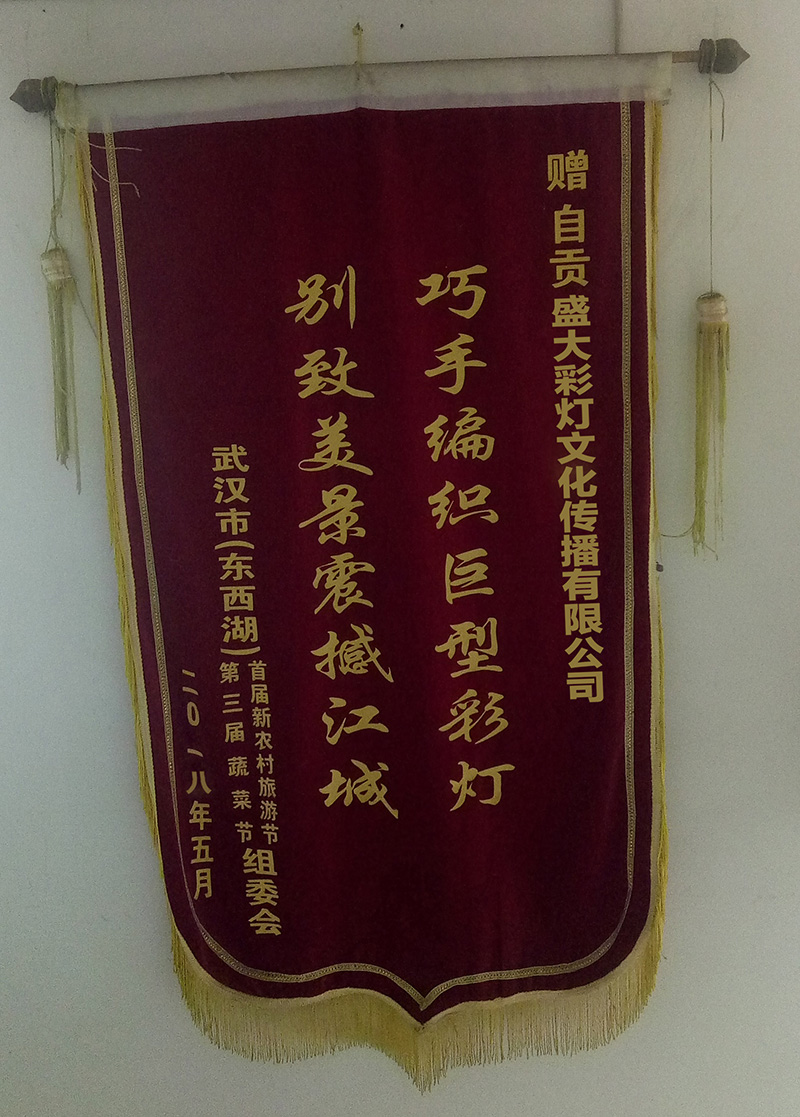 赠 自贡盛大彩灯文化传播有限公司
巧手编织巨型彩灯
别致美景震撼江城
武汉市(东西湖)
首届新农村旅游节
第三届蔬菜节
组委会
二0一八年五月